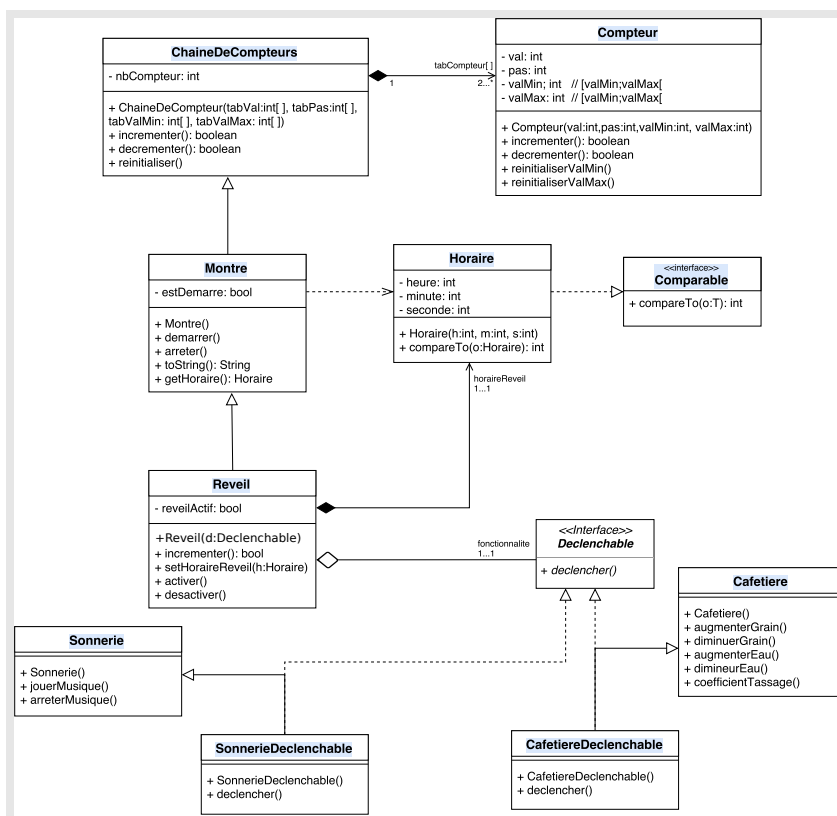 ChaineDeCompteurs
- nbCompteur: int
+ ChaineDeCompteur(tabVal:int[ ], tabPas:int[ ],
tabValMin: int[ ], tabValMax: int[ ])
+ incrementer(): boolean
+ decrementer(): boolean
+ reinitialiser()
1
tabCompteur[ ]
2...*
Compteur
- val: int
- pas: int
- valMin; int // [valMin;valMax[
- valMax: int // [valMin;valMax[
+ Compteur(val:int,pas:int,valMin:int, valMax:int)
+ incrementer(): boolean
+ decrementer(): boolean
+ reinitialiserValMin()
+ reinitialiserValMax()
Montre
- estDemarre: bool
+ Montre()
+ demarrer()
+ arreter()
+ toString(): String
+ getHoraire(): Horaire
Horaire
- heure: int
- minute: int
- seconde: int
+ Horaire(h:int, m:int, s:int)
+ compareTo(o:Horaire): int
<<interface>>
Comparable
+ compareTo(o:T): int
horaireReveil
1...1
Reveil
- reveilActif: bool
+Reveil(d:Declenchable)
+ incrementer(): bool
+ setHoraireReveil(h:Horaire)
+ activer()
+ desactiver()
fonctionnalite
1...1
<<Interface>>
Declenchable
+ declencher()
Cafetiere
+ Cafetiere()
+ augmenterGrain()
+ diminuerGrain()
+ augmenterEau()
+ dimineurEau()
+ coefficientTassage()
Sonnerie
+ Sonnerie()
+ jouerMusique()
+ arreterMusique()
SonnerieDeclenchable
+ SonnerieDeclenchable()
+ declencher()
CafetiereDeclenchable
+ CafetiereDeclenchable()
+ declencher()